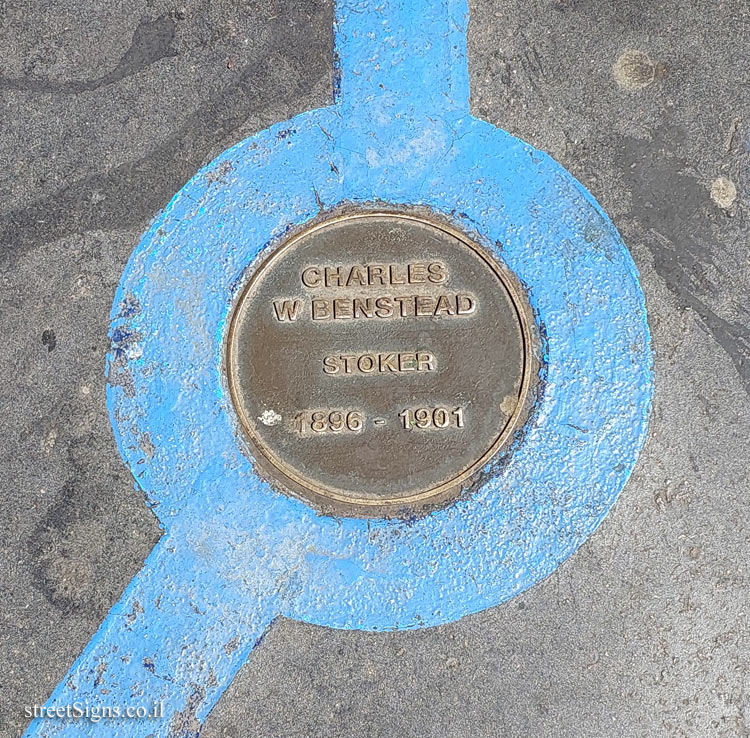 CHARLES
W BENSTEAD
STOKER
1896 - 1901
streetSigns.co.il